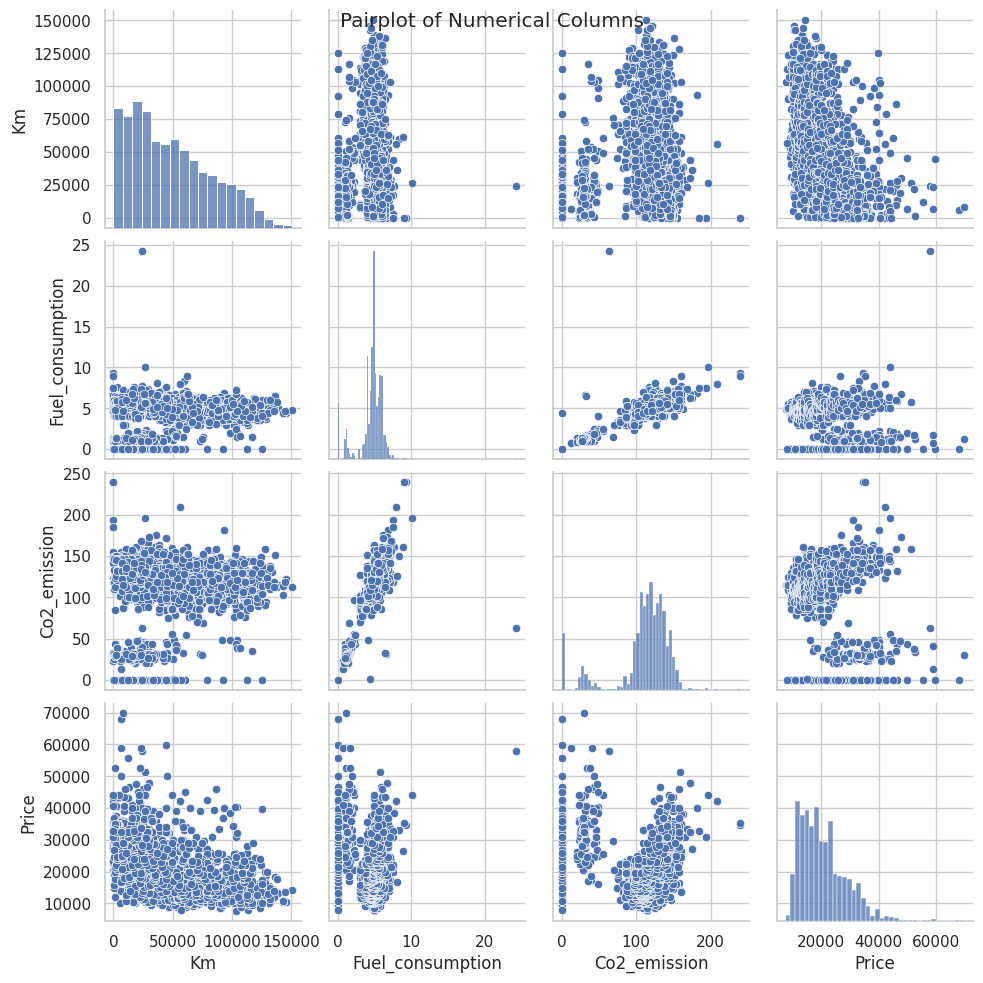 Pairplot of Numerical Columns
150000
125000
100000
75000
50000
25000
0
Km
25
20
15
10
5
0
Fuel_consumption
250
200
150
100
50
0
Co2_emission
70000
60000
50000
40000
30000
20000
10000
Price
0 50000 100000 150000
0 10 20
0 100 200
20000 40000 60000
Km
Fuel_consumption
Co2_emission
Price